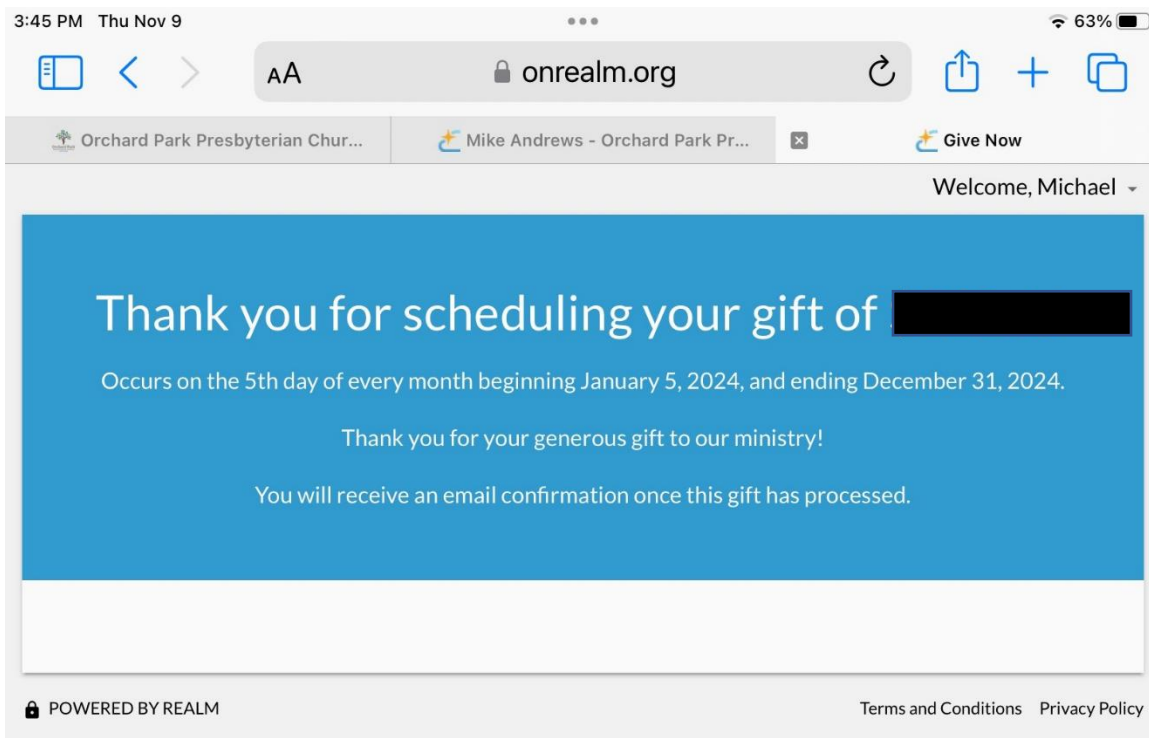 3:45 PM Thu Nov 9 63%
AA onrealm.org
Orchard Park Presbyterian Chur... Mike Andrews - Orchard Park Pr... Give Now
Welcome, Michael
Thank you for scheduling your gift of
Occurs on the 5th day of every month beginning January 5, 2024, and ending December 31, 2024.
Thank you for your generous gift to our ministry!
You will receive an email confirmation once this gift has processed.
POWERED BY REALM Terms and Conditions Privacy Policy